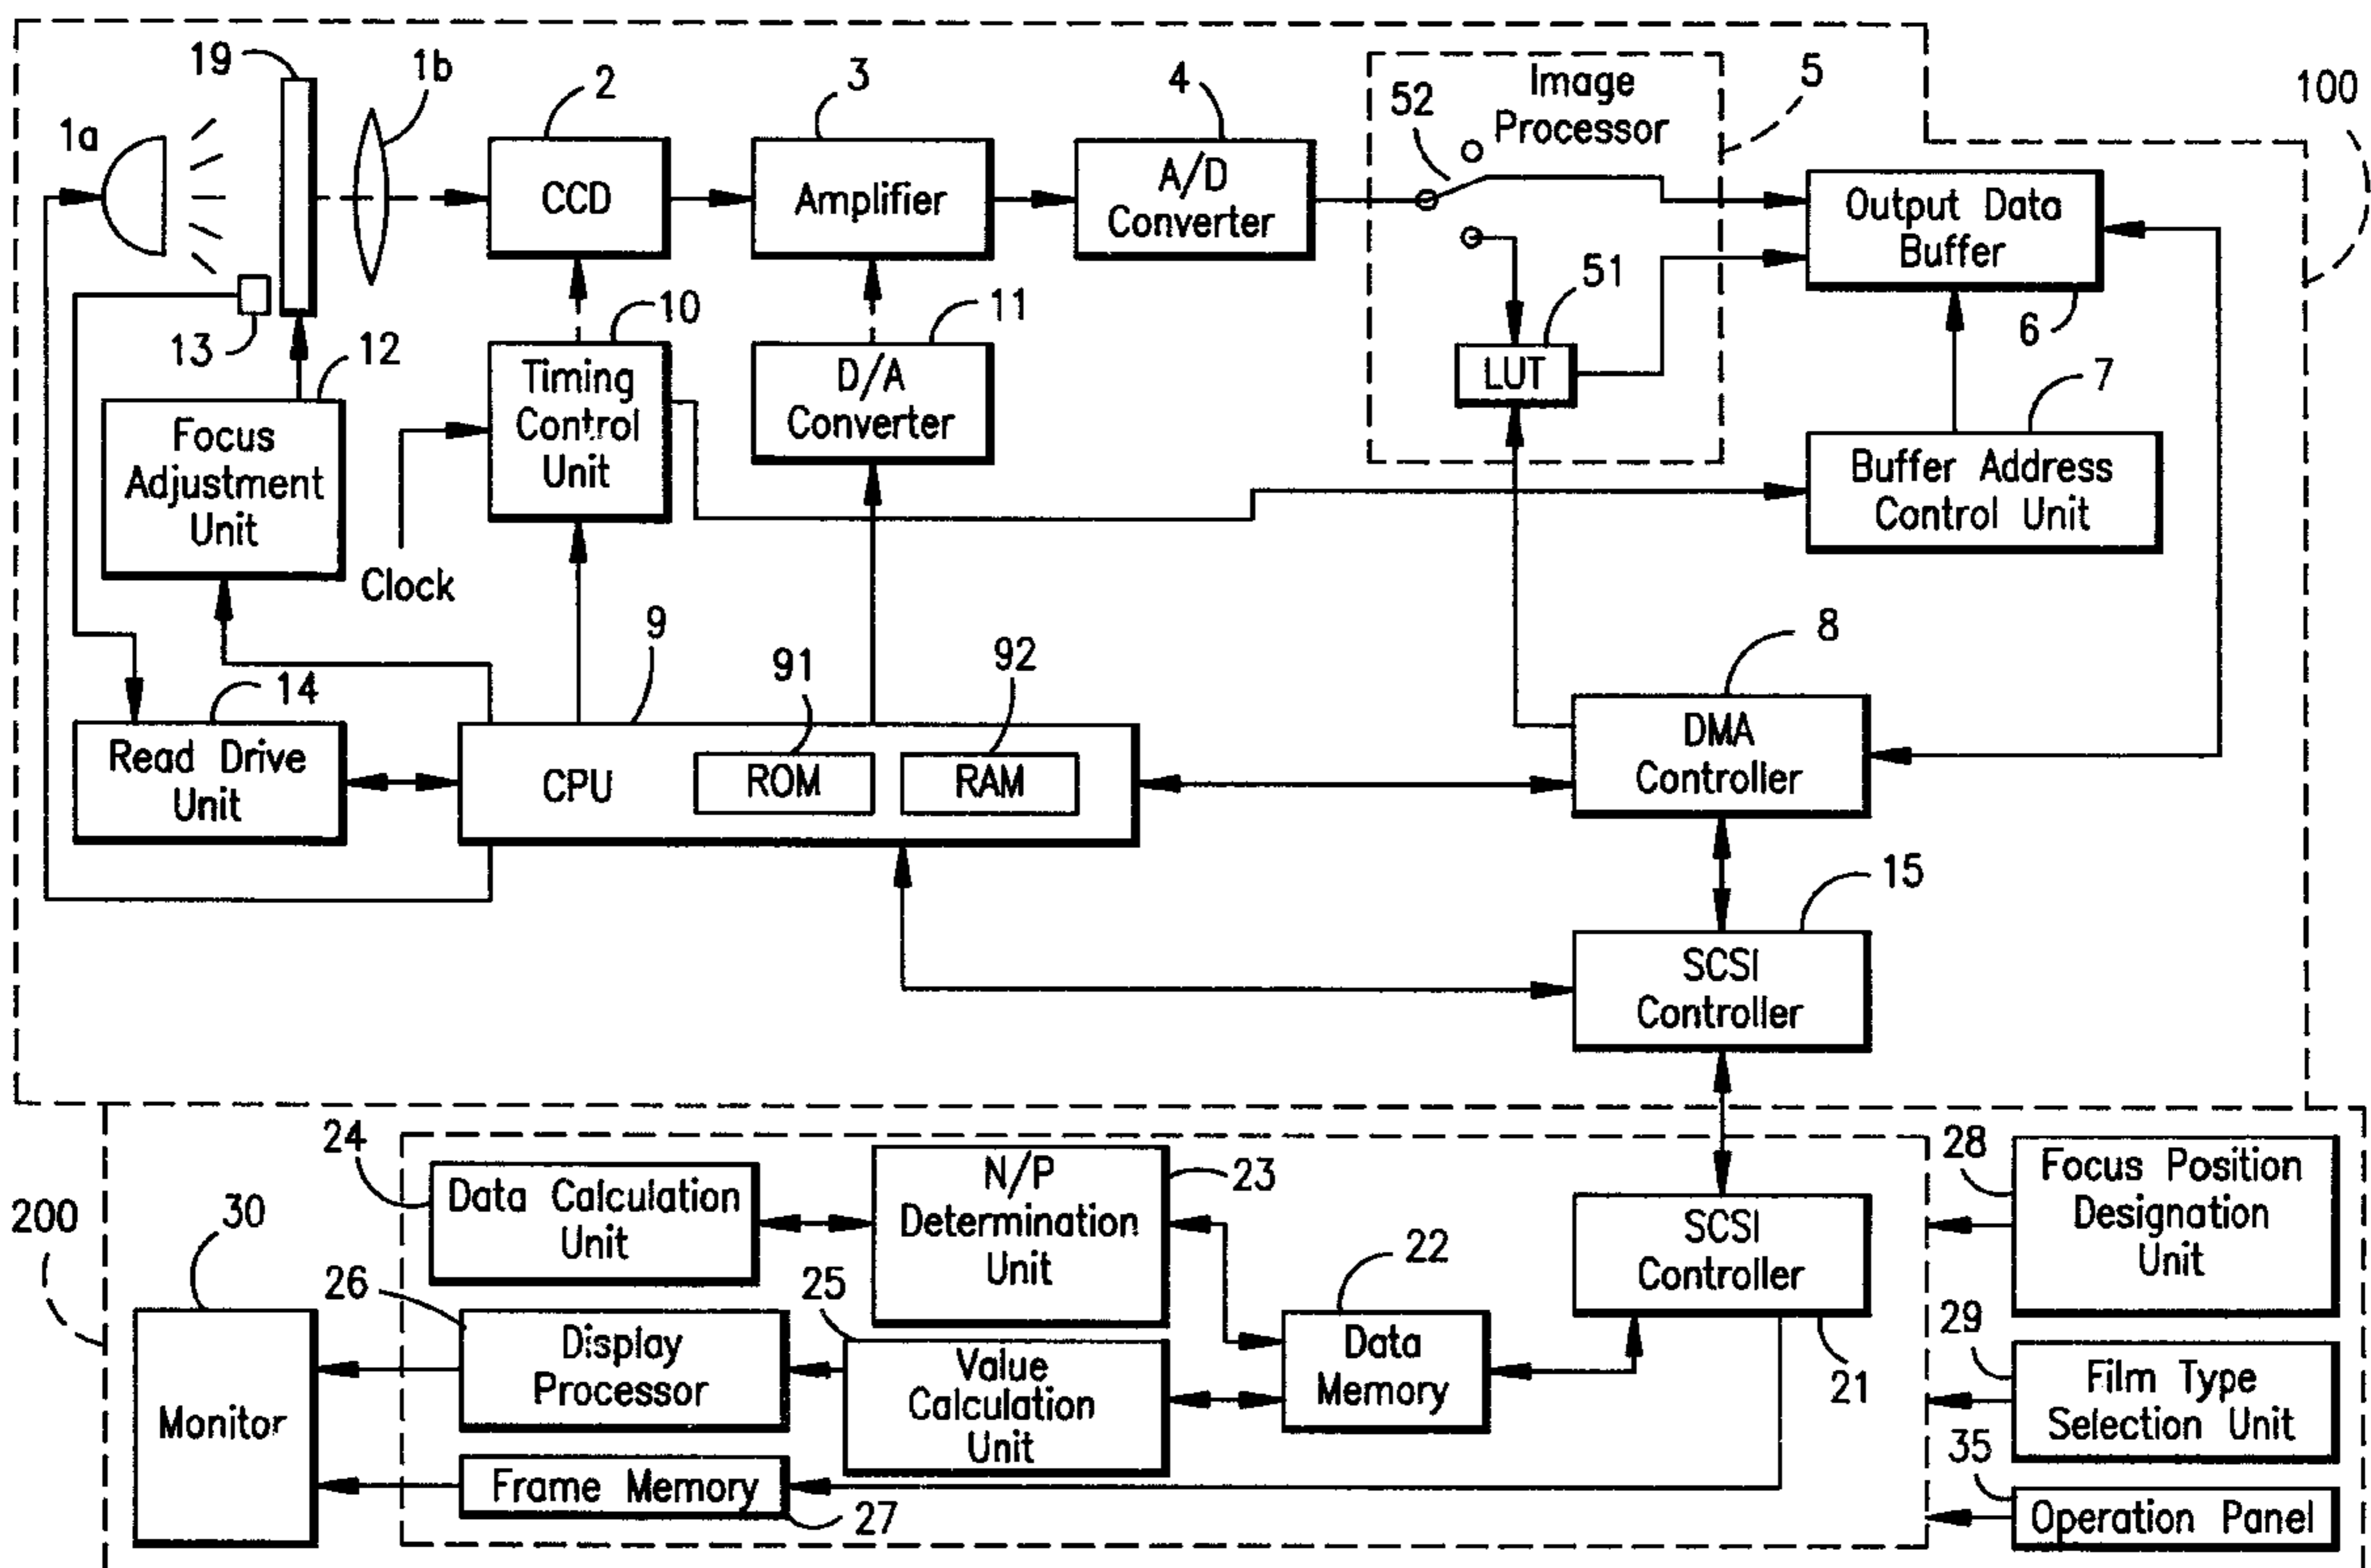 19
1b
1a
2
3
4
52
Image
Processor
5
100
CCD
Amplifier
A/D
Converter
Output Data
Buffer
6
51
LUT
13
12
10
11
7
Focus
Adjustment
Unit
Timing
Control
Unit
D/A
Converter
Buffer Address
Control Unit
Clock
14
9
91
92
8
Read Drive
Unit
CPU
ROM
RAM
DMA
Controller
15
SCSI
Controller
200
24
Data Calculation
Unit
N/P
Determination
Unit
23
SCSI
Controller
21
28
Focus Position
Designation
Unit
30
Monitor
26
Display
Processor
25
Value
Calculation
Unit
22
Data
Memory
29
Film Type
Selection Unit
Frame Memory
27
35
Operation Panel